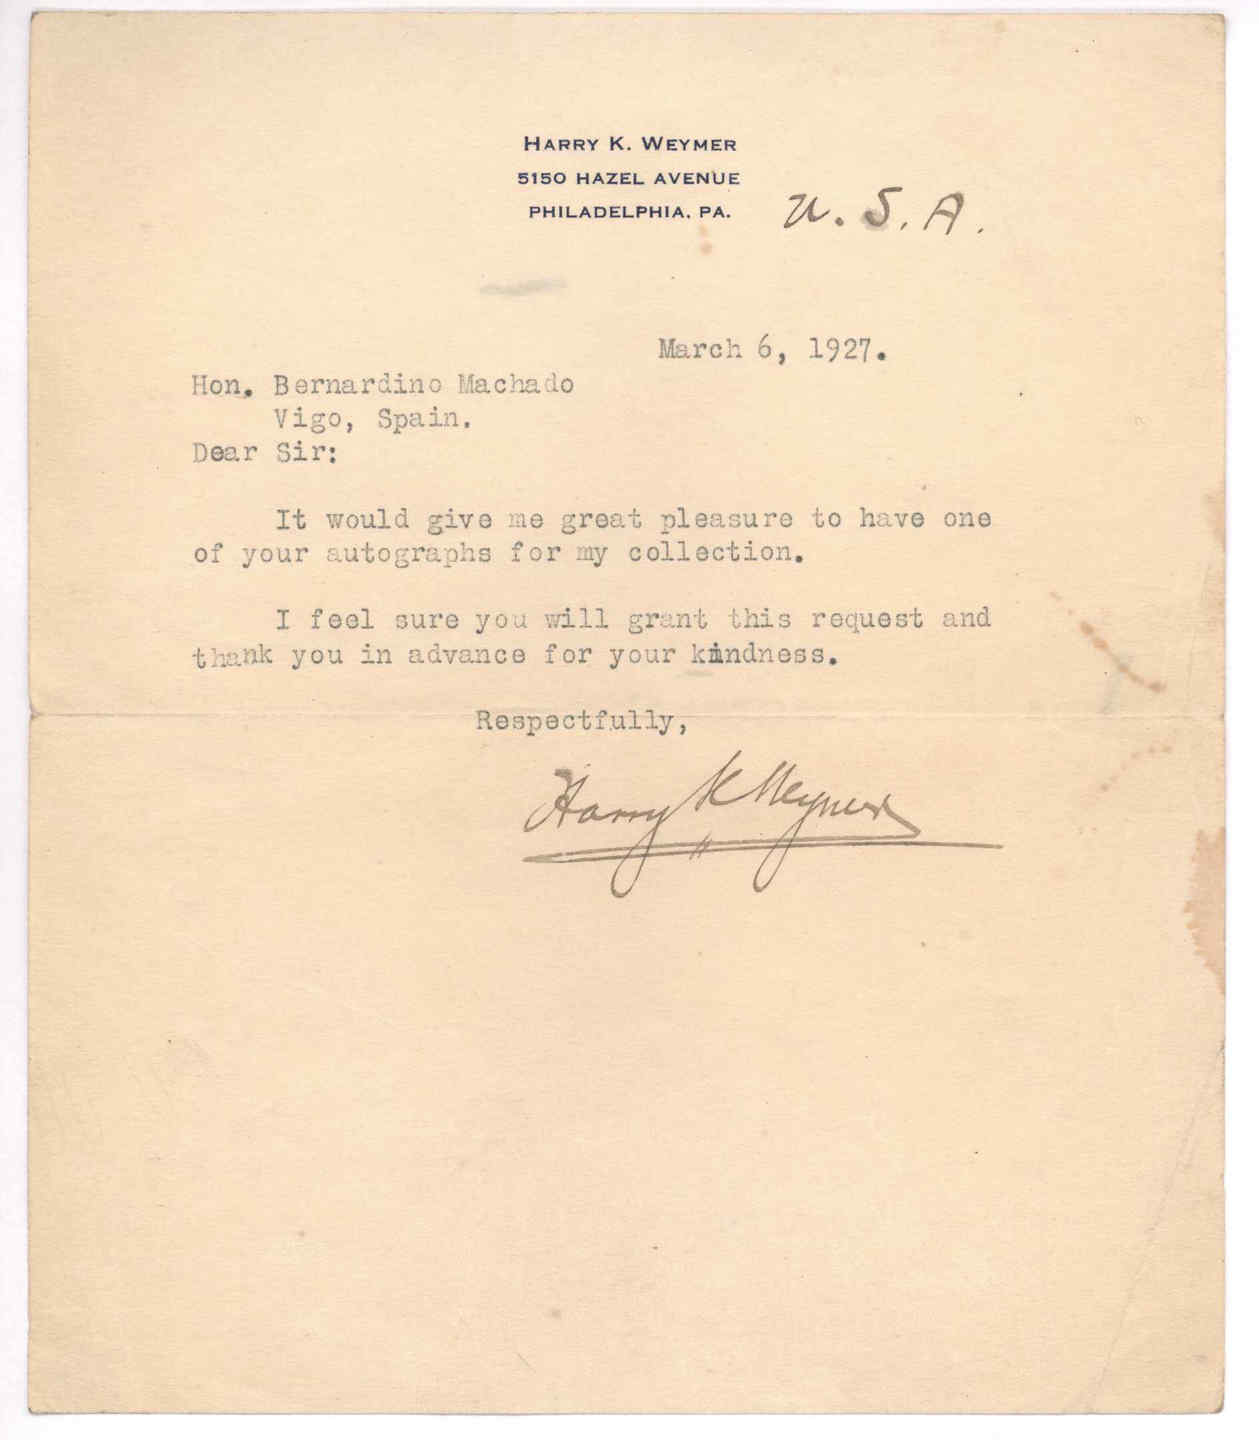 HARRY K. WEYMER
5150 HAZEL AVENUE
PHILADELPHIA, PA. U. S. A.
March 6, 1927.
Hon. Bernardino Machado
Vigo, Spain.
Dear Sir:
It would give me great pleasure to have one
of your autographs for my collection.
I feel sure you will grant this request and
thank you in advance for your kindness.
Respectfully,
Harry K Weymer